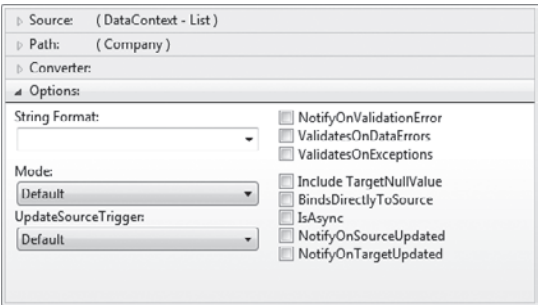 Source: ( DataContext - List )
Path: ( Company )
Converter:
Options:
String Format:
Mode:
Default
UpdateSourceTrigger:
Default
NotifyOnValidationError
ValidatesOnDataErrors
ValidatesOnExceptions
Include TargetNullValue
BindsDirectlyToSource
IsAsync
NotifyOnSourceUpdated
NotifyOnTargetUpdated